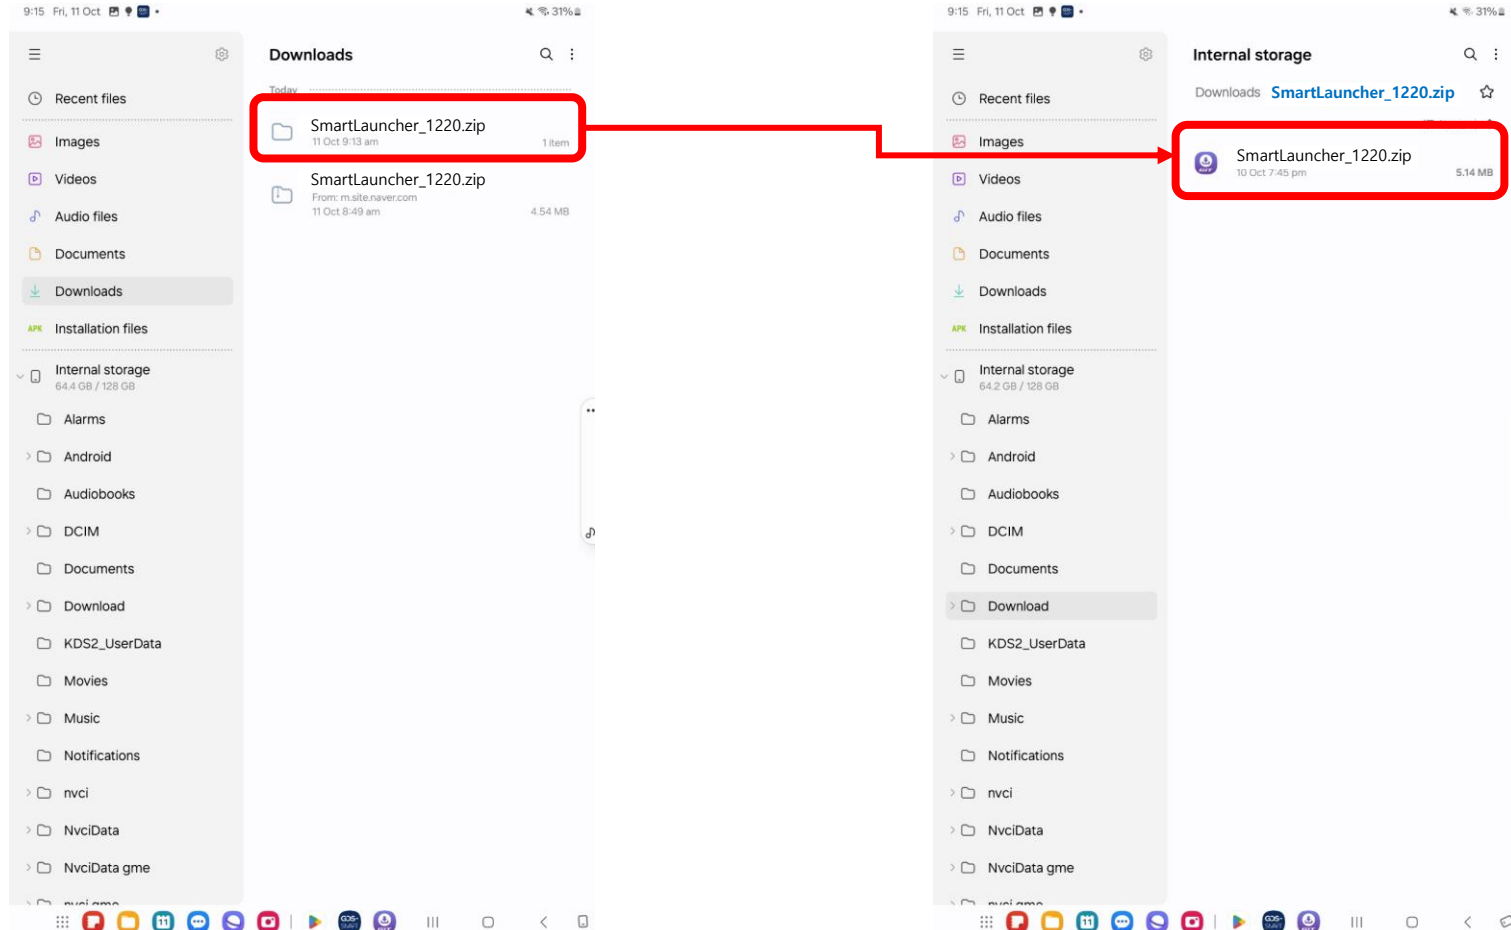 9:15 Fri, 11 Oct
31%
Downloads
Recent files
Images
Videos
Audio files
Documents
Downloads
APK Installation files
Internal storage
64.4 GB / 128 GB
Alarms
Android
Audiobooks
DCIM
Documents
Download
KDS2_UserData
Movies
Music
Notifications
nvci
NvciData
NvciData gme
Today
SmartLauncher_1220.zip
11 Oct 9:13 am
1 item
SmartLauncher_1220.zip
From: m.site.naver.com
11 Oct 8:49 am
4.54 MB
11
GDS-
9:15 Fri, 11 Oct
31%
Internal storage
Downloads SmartLauncher_1220.zip
Recent files
Images
Videos
Audio files
Documents
Downloads
APK Installation files
Internal storage
64.2 GB / 128 GB
Alarms
Android
Audiobooks
DCIM
Documents
Download
KDS2_UserData
Movies
Music
Notifications
nvci
NvciData
NvciData gme
SmartLauncher_1220.zip
10 Oct 7:45 pm
5.14 MB
11
GDS-